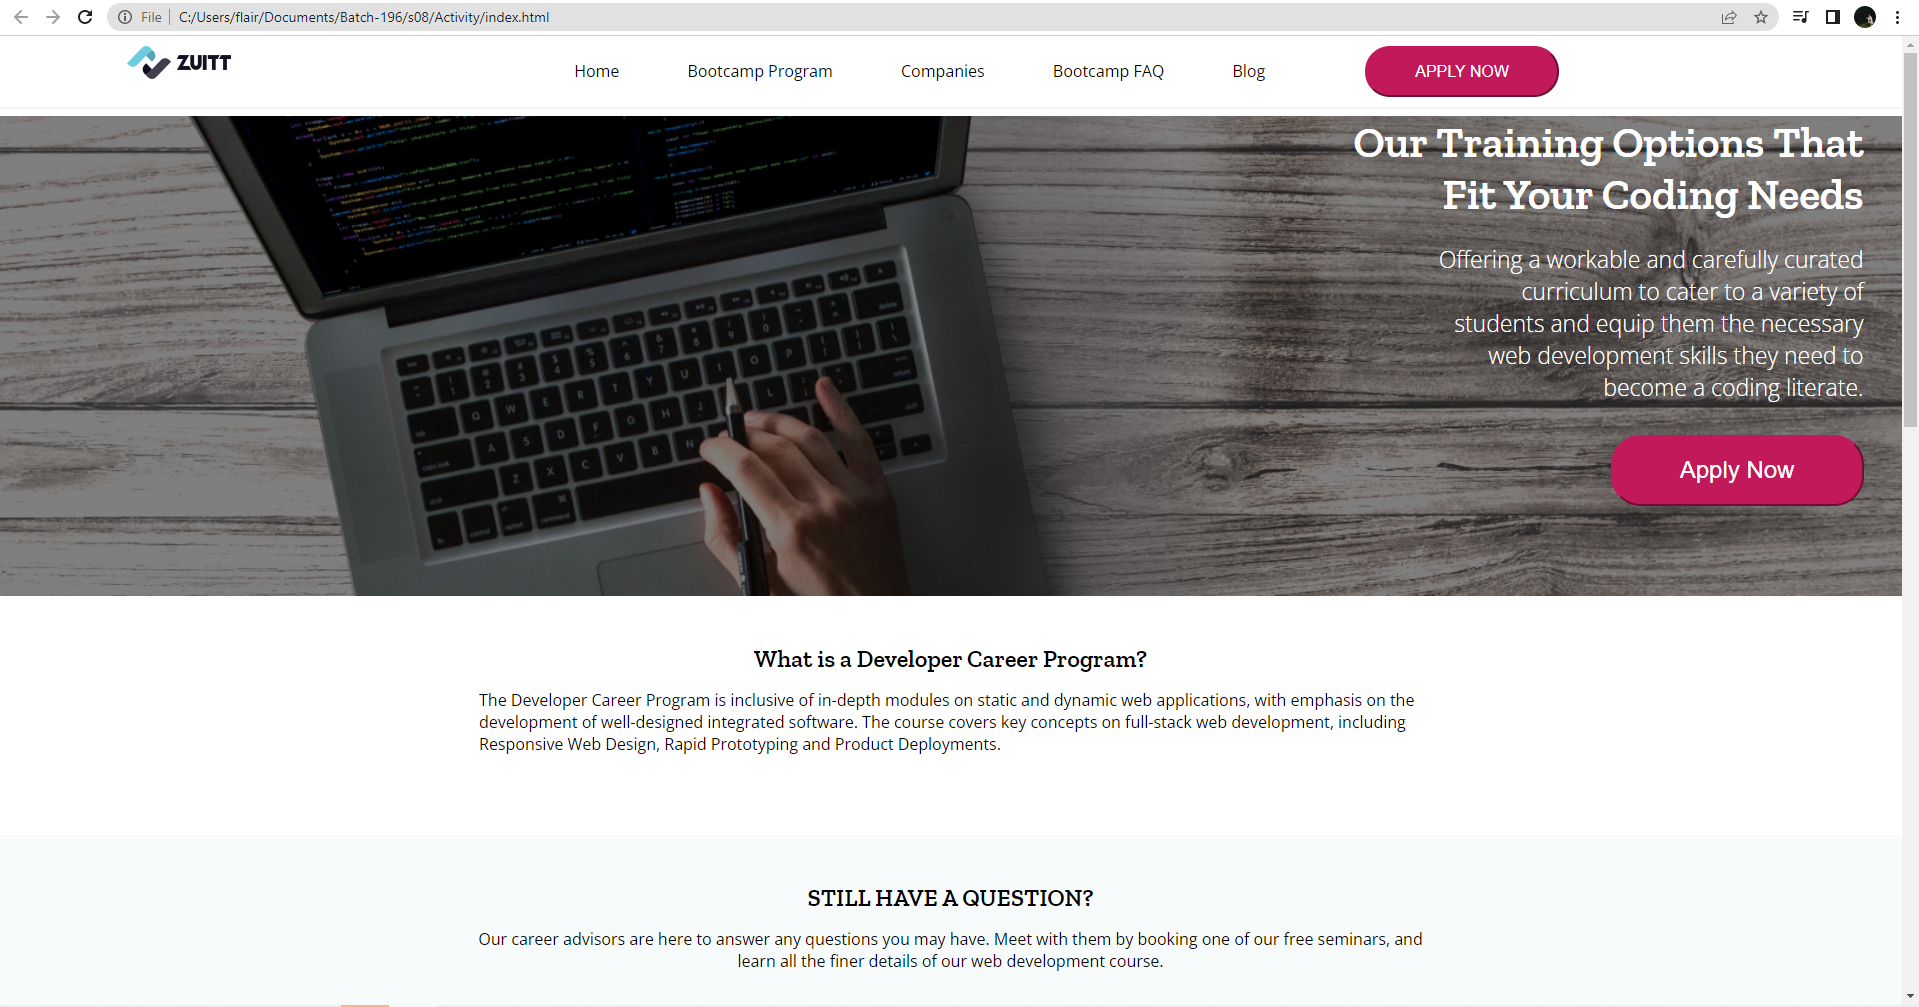 File
C:/Users/flair/Documents/Batch-196/s08/Activity/index.html
ZUITT
Home
Bootcamp Program
Companies
Bootcamp FAQ
Blog
APPLY NOW
Our Training Options That
Fit Your Coding Needs
Offering a workable and carefully curated
curriculum to cater to a variety of
students and equip them the necessary
web development skills they need to
become a coding literate.
Apply Now
What is a Developer Career Program?
The Developer Career Program is inclusive of in-depth modules on static and dynamic web applications, with emphasis on the
development of well-designed integrated software. The course covers key concepts on full-stack web development, including
Responsive Web Design, Rapid Prototyping and Product Deployments.
STILL HAVE A QUESTION?
Our career advisors are here to answer any questions you may have. Meet with them by booking one of our free seminars, and
learn all the finer details of our web development course.